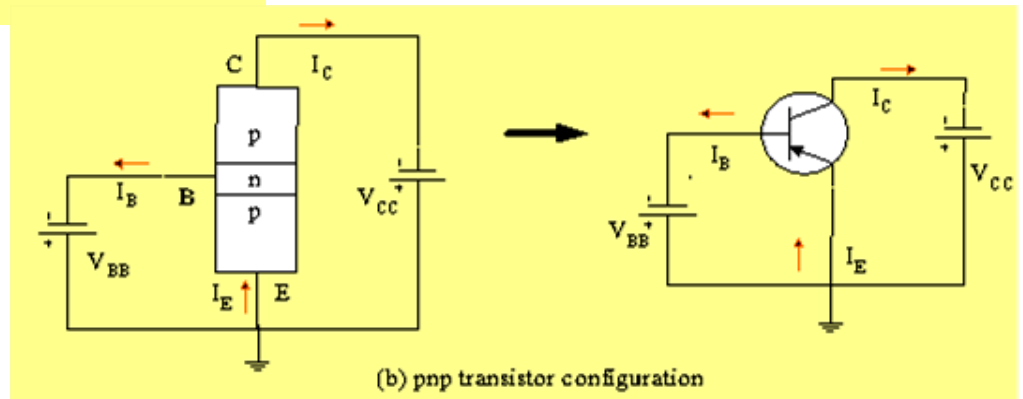 C
I_C
p
n
p
B
I_B
-
+
V_BB
-
+
V_CC
I_E
E
I_B
I_C
-
+
V_BB
-
+
V_CC
I_E
(b) pnp transistor configuration